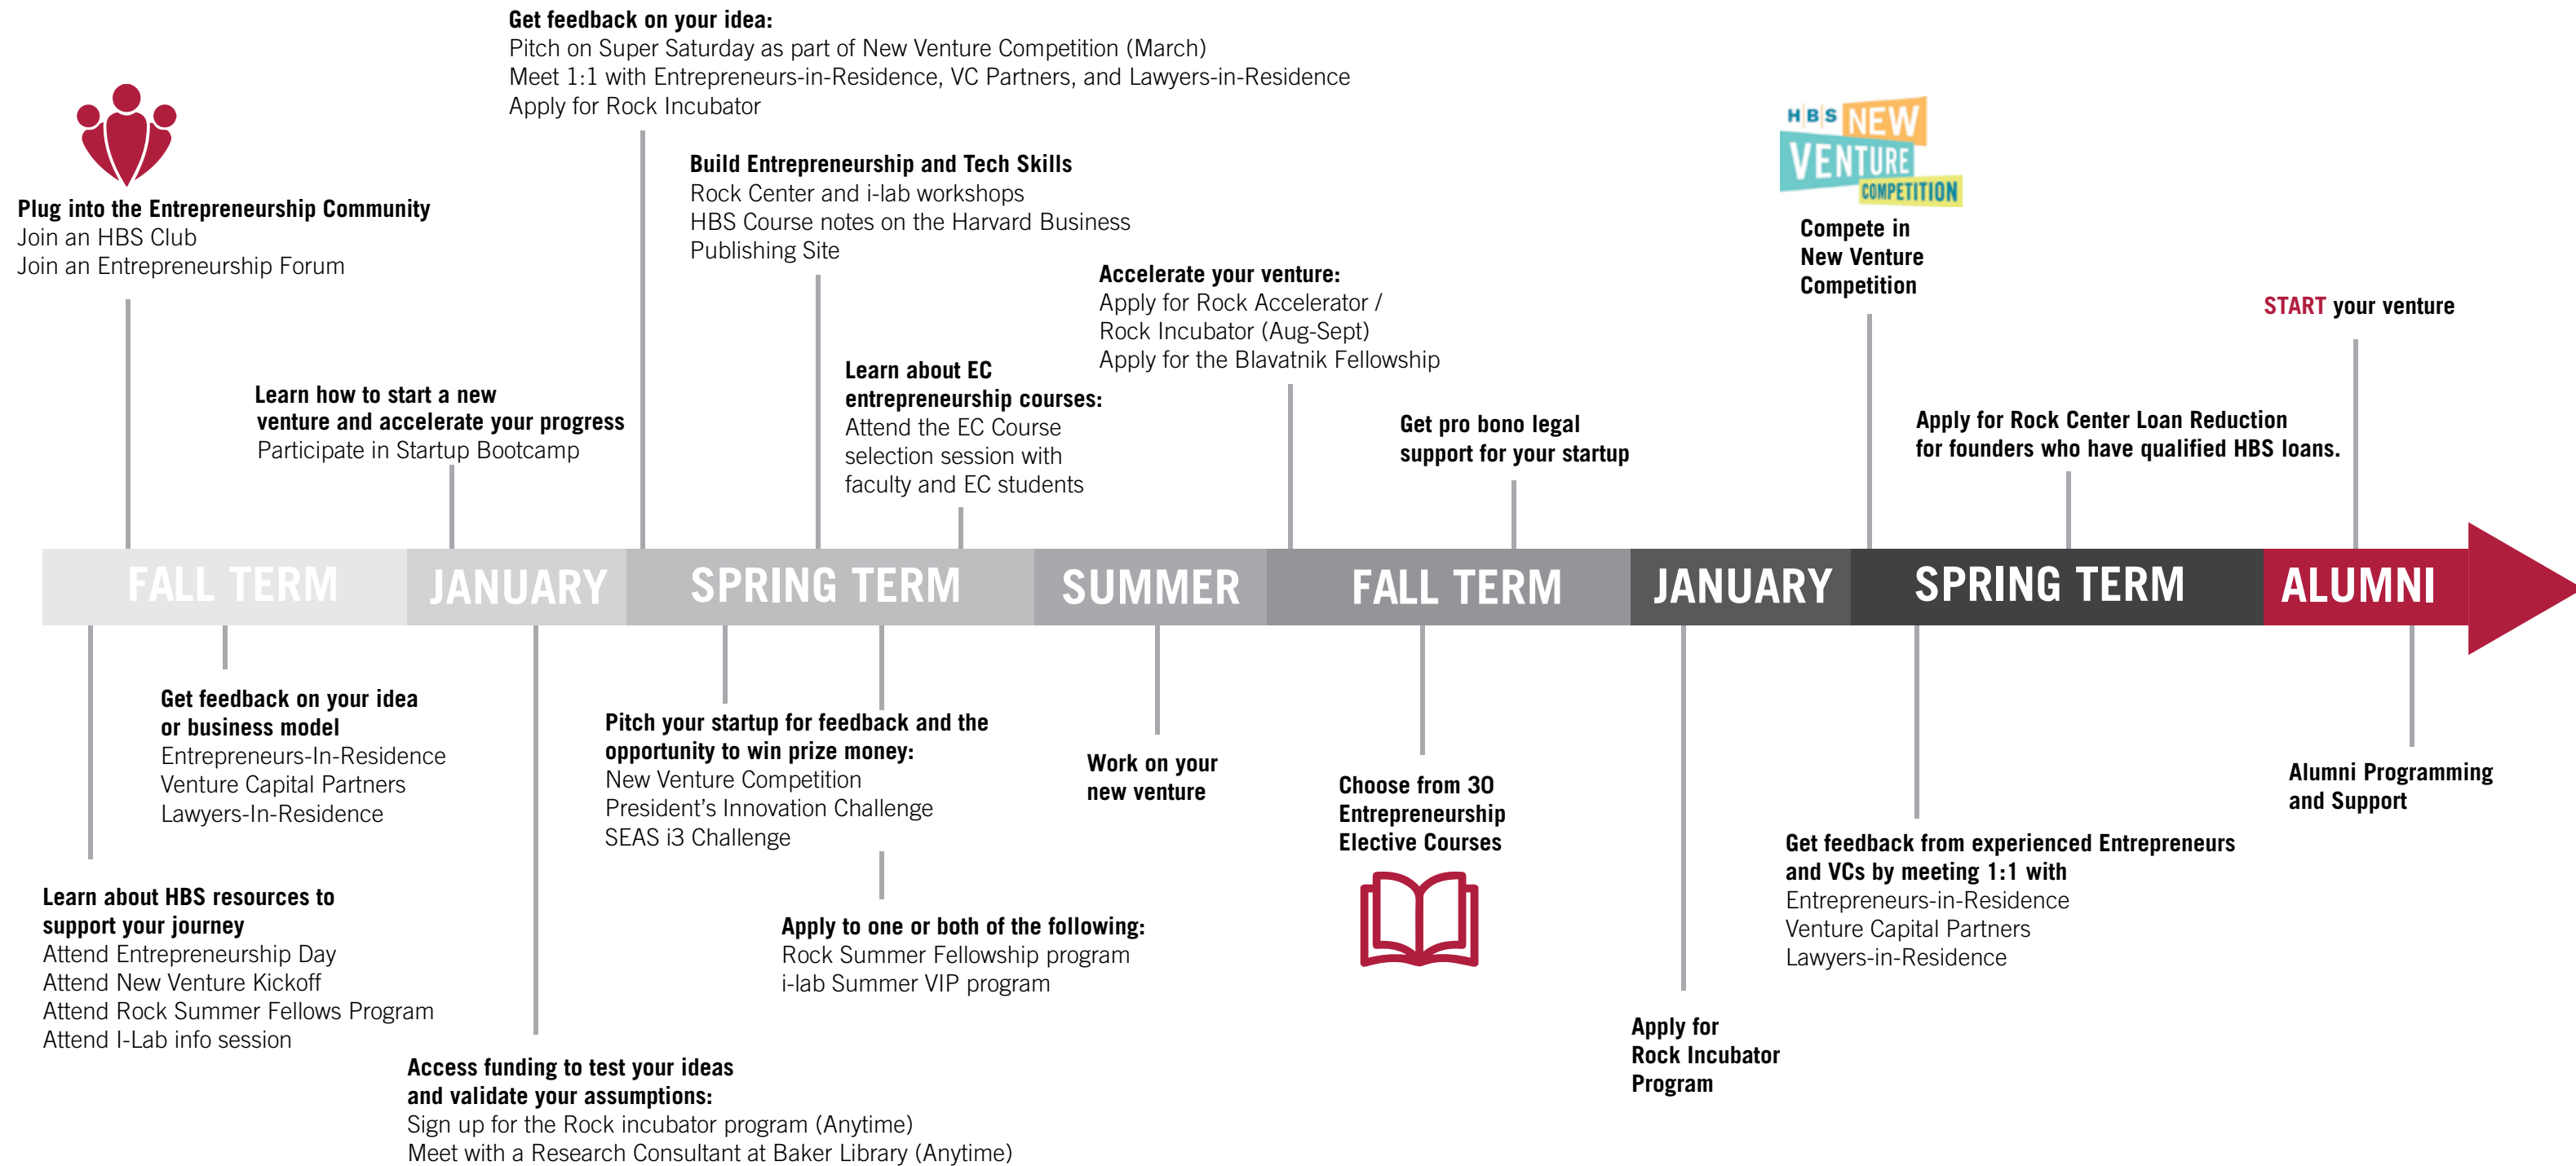 Get feedback on your idea:
Pitch on Super Saturday as part of New Venture Competition (March)
Meet 1:1 with Entrepreneurs-in-Residence, VC Partners, and Lawyers-in-Residence
Apply for Rock Incubator
Plug into the Entrepreneurship Community
Join an HBS Club
Join an Entrepreneurship Forum
Build Entrepreneurship and Tech Skills
Rock Center and i-lab workshops
HBS Course notes on the Harvard Business
Publishing Site
H|B|S NEW
VENTURE
COMPETITION
Compete in
New Venture
Competition
Accelerate your venture:
Apply for Rock Accelerator /
Rock Incubator (Aug-Sept)
Apply for the Blavatnik Fellowship
START your venture
Learn how to start a new
venture and accelerate your progress
Participate in Startup Bootcamp
Learn about EC
entrepreneurship courses:
Attend the EC Course
selection session with
faculty and EC students
Get pro bono legal
support for your startup
Apply for Rock Center Loan Reduction
for founders who have qualified HBS loans.
FALL TERM
JANUARY
SPRING TERM
SUMMER
FALL TERM
JANUARY
SPRING TERM
ALUMNI
Get feedback on your idea
or business model
Entrepreneurs-In-Residence
Venture Capital Partners
Lawyers-In-Residence
Learn about HBS resources to
support your journey
Attend Entrepreneurship Day
Attend New Venture Kickoff
Attend Rock Summer Fellows Program
Attend I-Lab info session
Access funding to test your ideas
and validate your assumptions:
Sign up for the Rock incubator program (Anytime)
Meet with a Research Consultant at Baker Library (Anytime)
Pitch your startup for feedback and the
opportunity to win prize money:
New Venture Competition
President's Innovation Challenge
SEAS i3 Challenge
Apply to one or both of the following:
Rock Summer Fellowship program
i-lab Summer VIP program
Work on your
new venture
Choose from 30
Entrepreneurship
Elective Courses
Apply for
Rock Incubator
Program
Get feedback from experienced Entrepreneurs
and VCs by meeting 1:1 with
Entrepreneurs-in-Residence
Venture Capital Partners
Lawyers-in-Residence
Alumni Programming
and Support